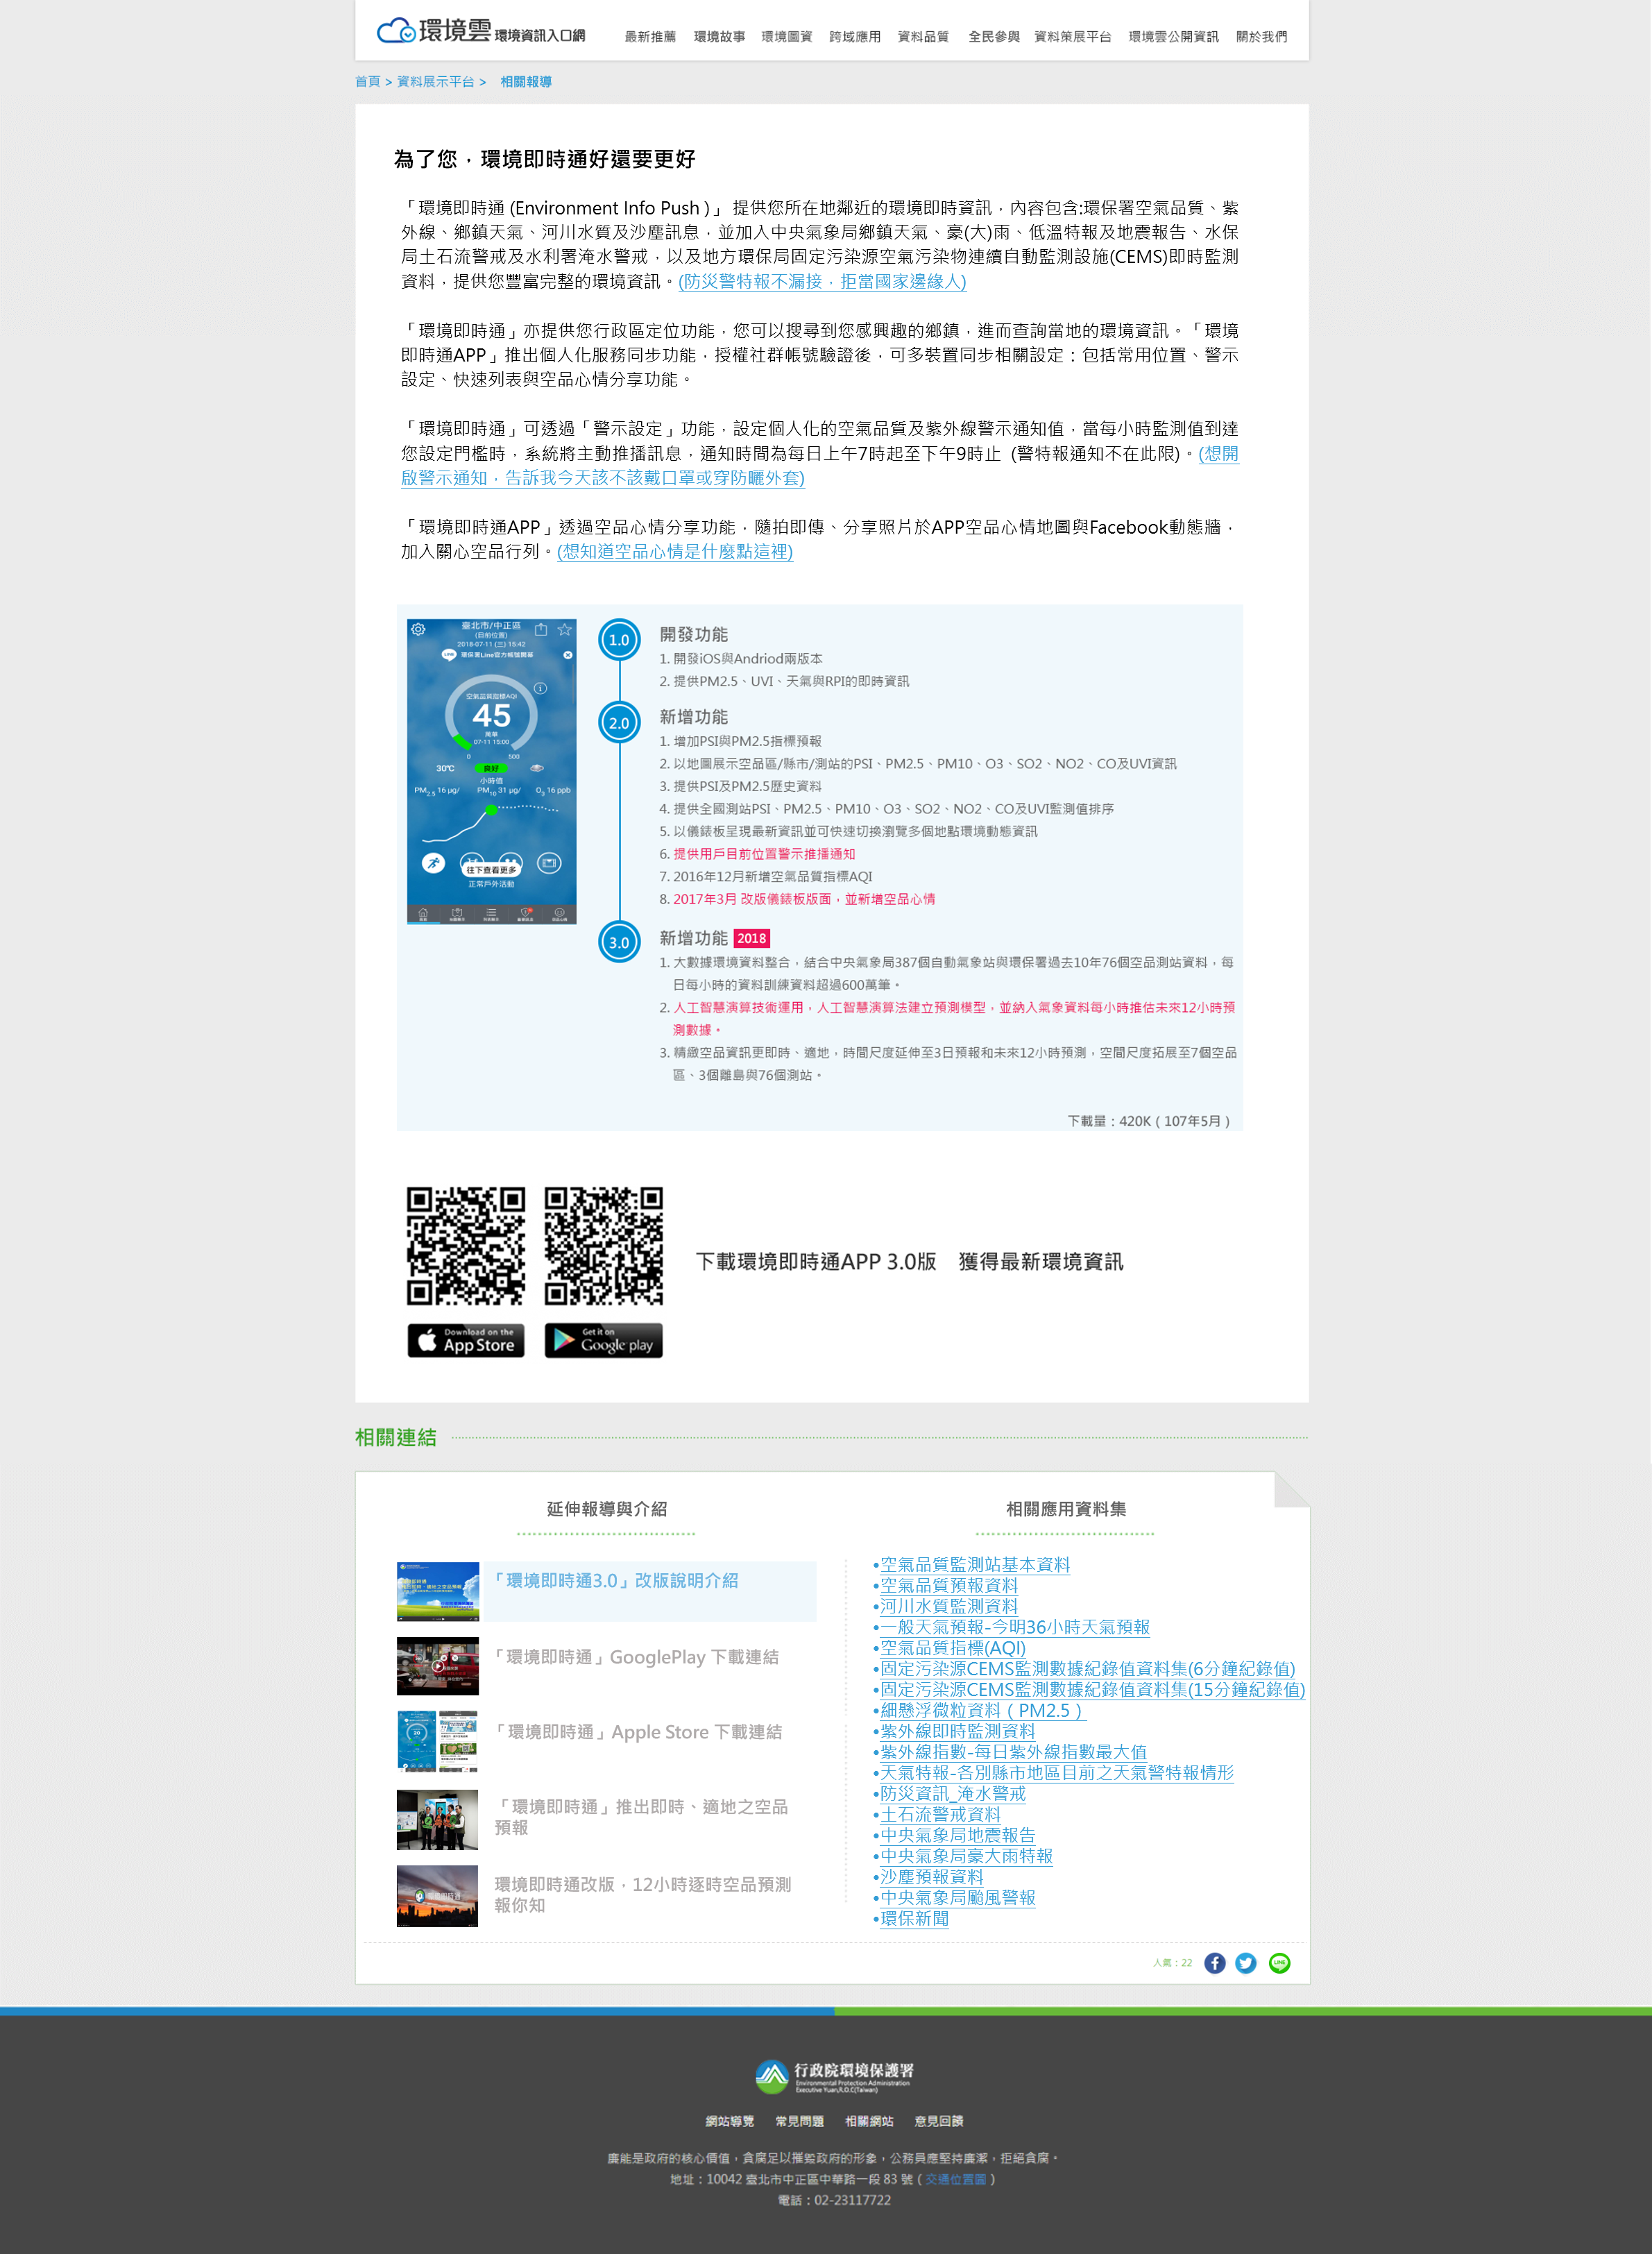 環境雲 環境資訊入口網
最新推薦 環境故事 環境圖資 跨域應用 資料品質 全民參與 資料策展平台 環境雲公開資訊 關於我們
首頁 > 資料展示平台 > 相關報導
為了您，環境即時通好還要更好
「環境即時通 (Environment Info Push )」 提供您所在地鄰近的環境即時資訊，內容包含:環保署空氣品質、紫
外線、鄉鎮天氣、河川水質及沙塵訊息，並加入中央氣象局鄉鎮天氣、豪(大)雨、低溫特報及地震報告、水保
局土石流警戒及水利署淹水警戒，以及地方環保局固定污染源空氣污染物連續自動監測設施(CEMS)即時監測
資料，提供您豐富完整的環境資訊。(防災警特報不漏接，拒當國家邊緣人)
「環境即時通」亦提供您行政區定位功能，您可以搜尋到您感興趣的鄉鎮，進而查詢當地的環境資訊。「環境
即時通APP」推出個人化服務同步功能，授權社群帳號驗證後，可多裝置同步相關設定：包括常用位置、警示
設定、快速列表與空品心情分享功能。
「環境即時通」可透過「警示設定」功能，設定個人化的空氣品質及紫外線警示通知值，當每小時監測值到達
您設定門檻時，系統將主動推播訊息，通知時間為每日上午7時起至下午9時止 (警特報通知不在此限)。(想開
啟警示通知，告訴我今天該不該戴口罩或穿防曬外套)
「環境即時通APP」透過空品心情分享功能，隨拍即傳、分享照片於APP空品心情地圖與Facebook動態牆，
加入關心空品行列。(想知道空品心情是什麼點這裡)
臺北市/中正區
(目前位置)
2018-07-11 (三) 15:42
LINE 環保署Line官方帳號開幕
空氣品質指標AQI
45
萬華
07-11 15:00
0 500
30℃ 良好
小時值
PM2.5 16 μg/ PM10 31 μg/ O3 16 ppb
往下查看更多
正常戶外活動
1.0 開發功能
1. 開發iOS與Andriod兩版本
2. 提供PM2.5、UVI、天氣與RPI的即時資訊
2.0 新增功能
1. 增加PSI與PM2.5指標預報
2. 以地圖展示空品區/縣市/測站的PSI、PM2.5、PM10、O3、SO2、NO2、CO及UVI資訊
3. 提供PSI及PM2.5歷史資料
4. 提供全國測站PSI、PM2.5、PM10、O3、SO2、NO2、CO及UVI監測值排序
5. 以儀錶板呈現最新資訊並可快速切換瀏覽多個地點環境動態資訊
6. 提供用戶目前位置警示推播通知
7. 2016年12月新增空氣品質指標AQI
8. 2017年3月 改版儀錶板版面，並新增空品心情
3.0 新增功能 2018
1. 大數據環境資料整合，結合中央氣象局387個自動氣象站與環保署過去10年76個空品測站資料，每
日每小時的資料訓練資料超過600萬筆。
2. 人工智慧演算技術運用，人工智慧演算法建立預測模型，並納入氣象資料每小時推估未來12小時預
測數據。
3. 精緻空品資訊更即時、適地，時間尺度延伸至3日預報和未來12小時預測，空間尺度拓展至7個空品
區、3個離島與76個測站。
下載量：420K（107年5月）
下載環境即時通APP 3.0版　獲得最新環境資訊
Download on the
App Store
Get it on
Google play
相關連結
延伸報導與介紹
「環境即時通3.0」改版說明介紹
「環境即時通」GooglePlay 下載連結
「環境即時通」Apple Store 下載連結
「環境即時通」推出即時、適地之空品
預報
環境即時通改版，12小時逐時空品預測
報你知
相關應用資料集
•空氣品質監測站基本資料
•空氣品質預報資料
•河川水質監測資料
•一般天氣預報-今明36小時天氣預報
•空氣品質指標(AQI)
•固定污染源CEMS監測數據紀錄值資料集(6分鐘紀錄值)
•固定污染源CEMS監測數據紀錄值資料集(15分鐘紀錄值)
•細懸浮微粒資料（PM2.5）
•紫外線即時監測資料
•紫外線指數-每日紫外線指數最大值
•天氣特報-各別縣市地區目前之天氣警特報情形
•防災資訊_淹水警戒
•土石流警戒資料
•中央氣象局地震報告
•中央氣象局豪大雨特報
•沙塵預報資料
•中央氣象局颱風警報
•環保新聞
人氣：22
LINE
行政院環境保護署
Environmental Protection Administration
Executive Yuan,R.O.C(Taiwan)
網站導覽 常見問題 相關網站 意見回饋
廉能是政府的核心價值，貪腐足以摧毀政府的形象，公務員應堅持廉潔，拒絕貪腐。
地址：10042 臺北市中正區中華路一段 83 號（交通位置圖）
電話：02-23117722